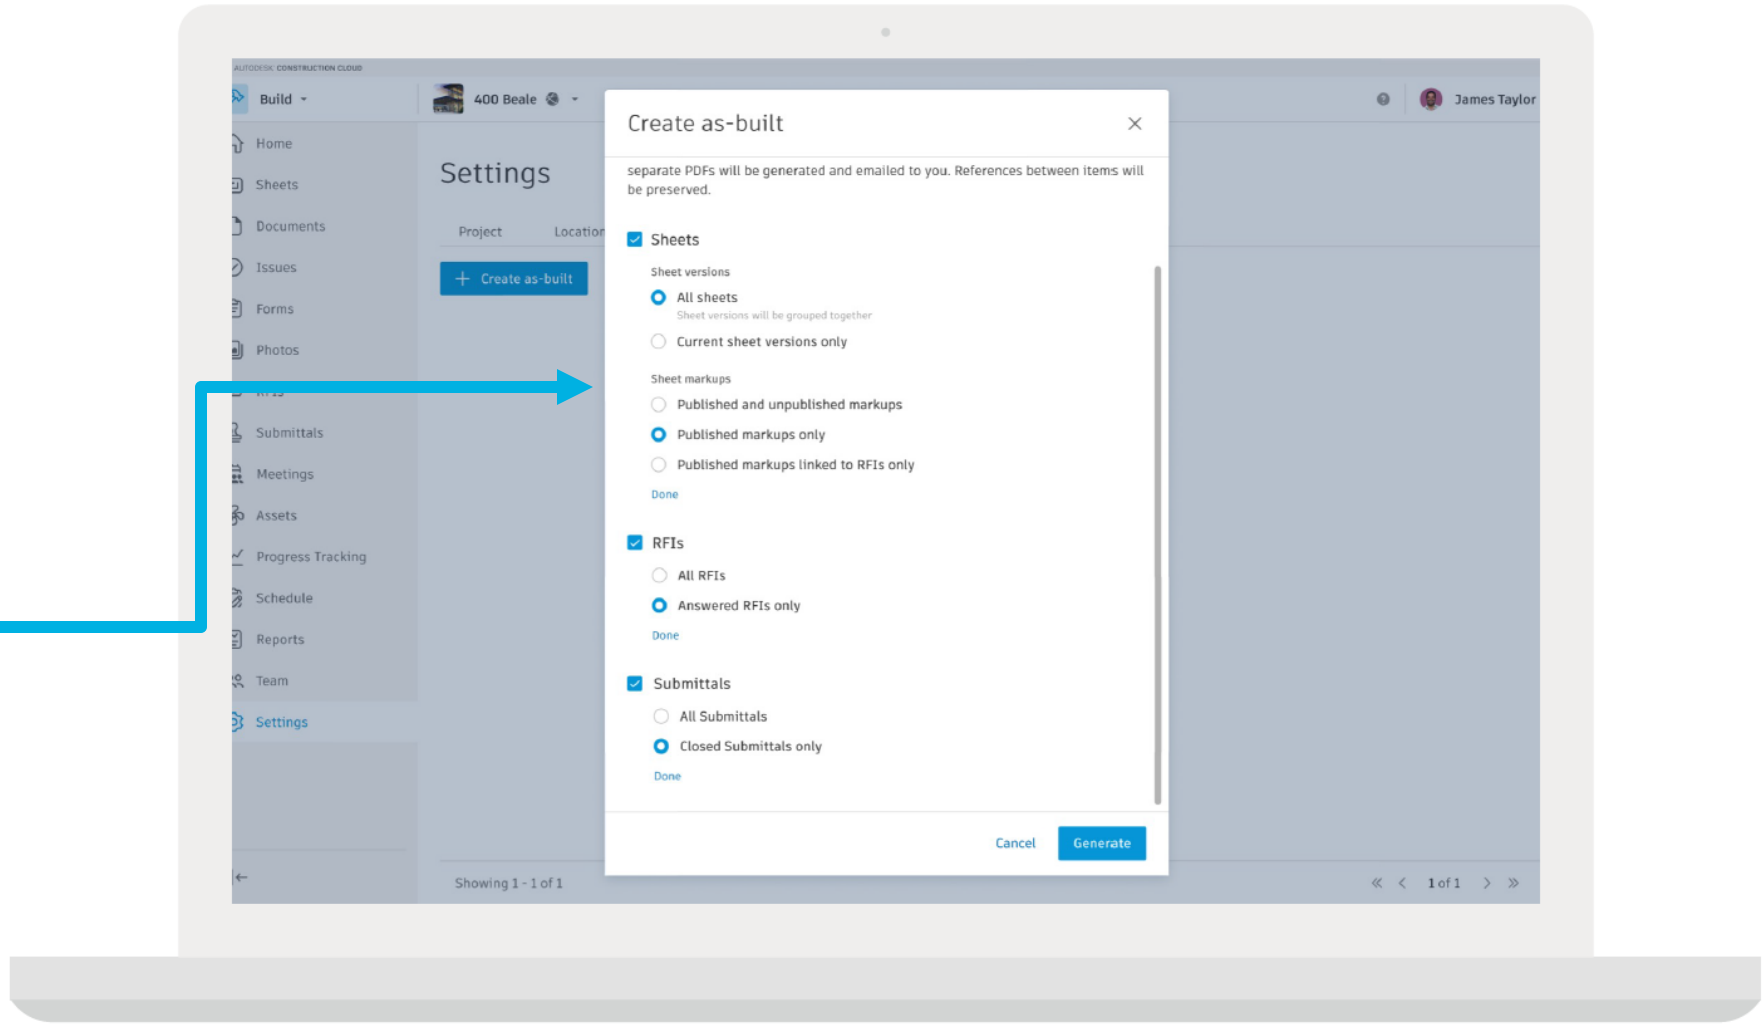 AUTODESK CONSTRUCTION CLOUD
Build
400 Beale
James Taylor
Home
Sheets
Documents
Issues
Forms
Photos
RFIs
Submittals
Meetings
Assets
Progress Tracking
Schedule
Reports
Team
Settings
Settings
Project
Location
Create as-built
Showing 1 - 1 of 1
1 of 1
Create as-built
separate PDFs will be generated and emailed to you. References between items will
be preserved.
Sheets
Sheet versions
All sheets
Sheet versions will be grouped together
Current sheet versions only
Sheet markups
Published and unpublished markups
Published markups only
Published markups linked to RFIs only
Done
RFIs
All RFIs
Answered RFIs only
Done
Submittals
All Submittals
Closed Submittals only
Done
Cancel
Generate